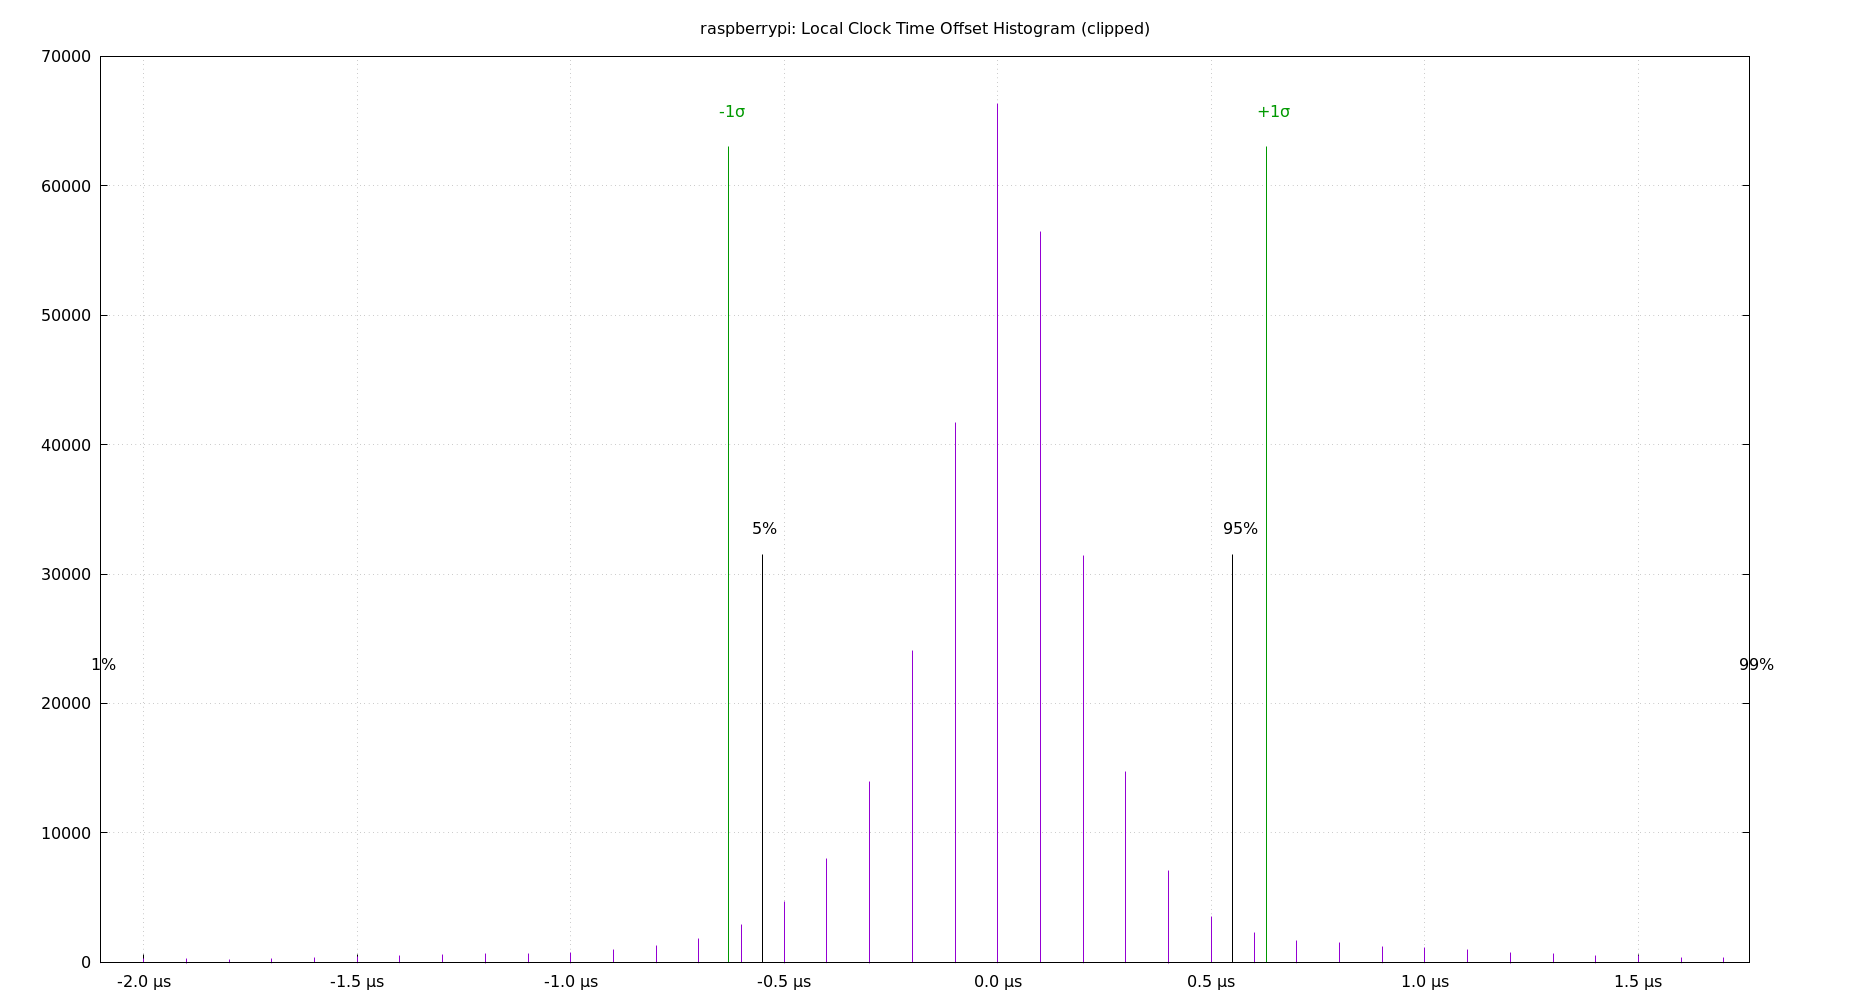 raspberrypi: Local Clock Time Offset Histogram (clipped)
70000
-1σ
+1σ
60000
50000
40000
5%
95%
30000
1%
99%
20000
10000
0
-2.0 µs
-1.5 µs
-1.0 µs
-0.5 µs
0.0 µs
0.5 µs
1.0 µs
1.5 µs